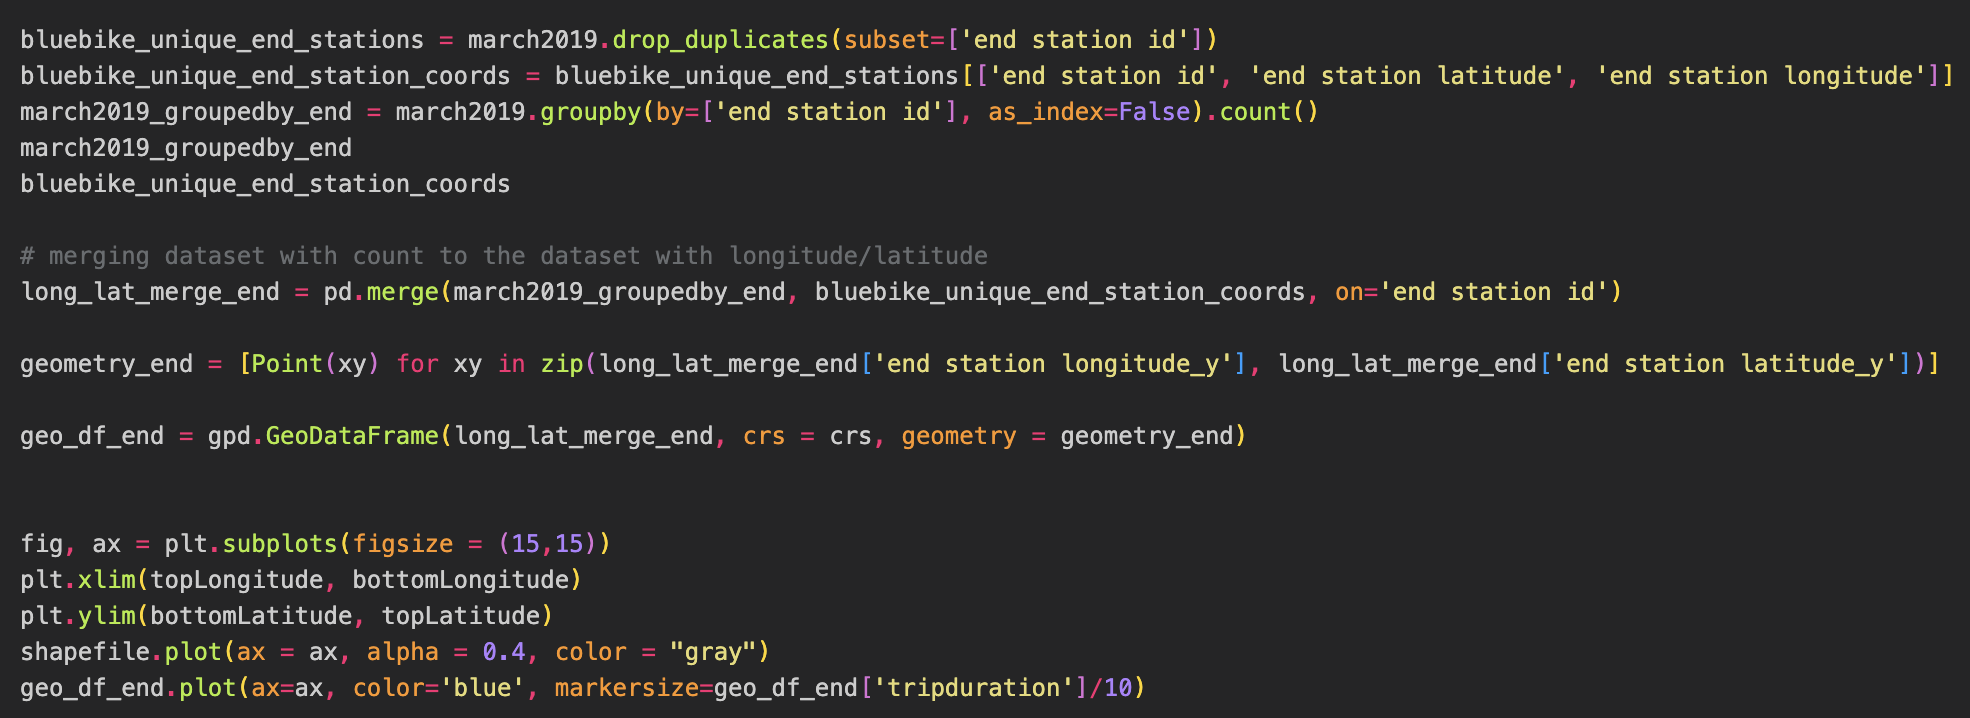 bluebike_unique_end_stations = march2019.drop_duplicates(subset=['end station id'])
bluebike_unique_end_station_coords = bluebike_unique_end_stations[['end station id', 'end station latitude', 'end station longitude']]
march2019_groupedby_end = march2019.groupby(by=['end station id'], as_index=False).count()
march2019_groupedby_end
bluebike_unique_end_station_coords
# merging dataset with count to the dataset with longitude/latitude
long_lat_merge_end = pd.merge(march2019_groupedby_end, bluebike_unique_end_station_coords, on='end station id')
geometry_end = [Point(xy) for xy in zip(long_lat_merge_end['end station longitude_y'], long_lat_merge_end['end station latitude_y'])]
geo_df_end = gpd.GeoDataFrame(long_lat_merge_end, crs = crs, geometry = geometry_end)
fig, ax = plt.subplots(figsize = (15,15))
plt.xlim(topLongitude, bottomLongitude)
plt.ylim(bottomLatitude, topLatitude)
shapefile.plot(ax = ax, alpha = 0.4, color = "gray")
geo_df_end.plot(ax=ax, color='blue', markersize=geo_df_end['tripduration']/10)